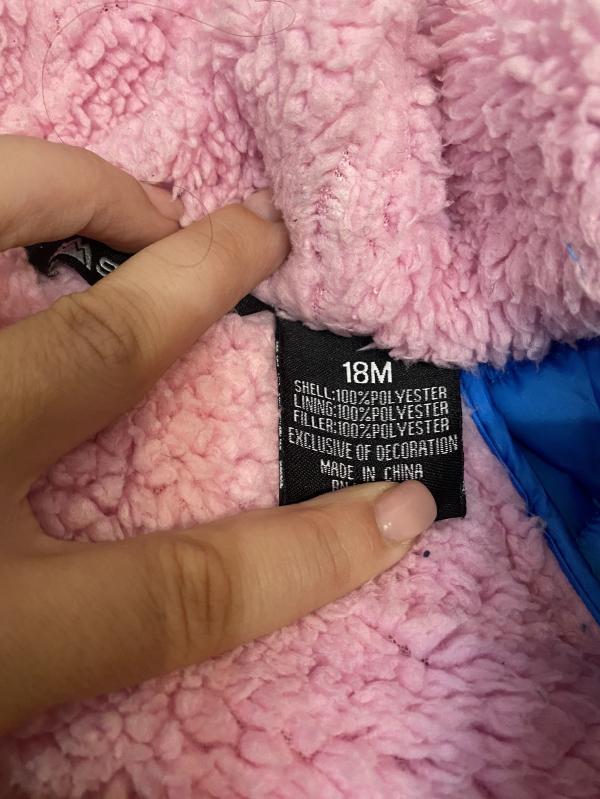 18M
SHELL:100%POLYESTER
LINING:100%POLYESTER
FILLER:100%POLYESTER
EXCLUSIVE OF DECORATION
MADE IN CHINA